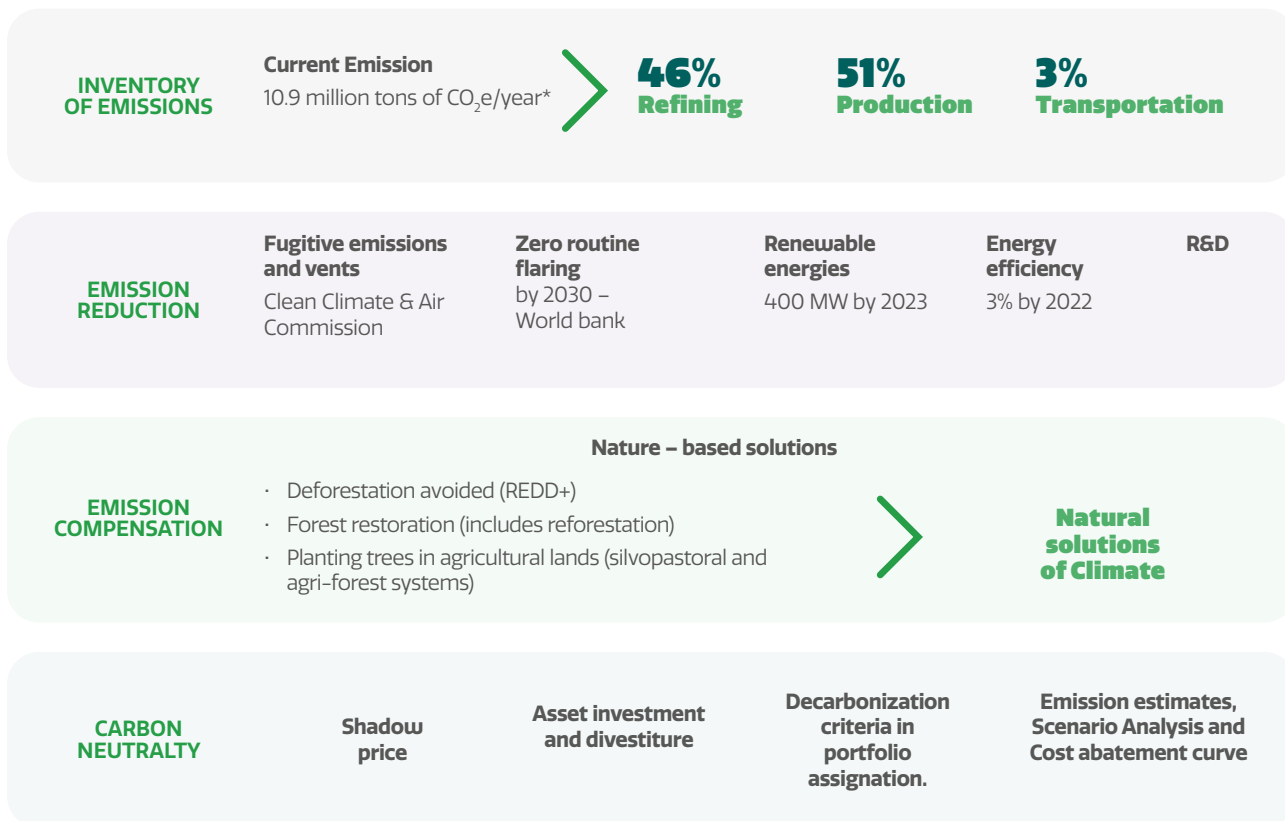 INVENTORY
OF EMISSIONS
Current Emission
10.9 million tons of CO₂e/year*
46%
Refining
51%
Production
3%
Transportation
EMISSION
REDUCTION
Fugitive emissions
and vents
Clean Climate & Air
Commission
Zero routine
flaring
by 2030 –
World bank
Renewable
energies
400 MW by 2023
Energy
efficiency
3% by 2022
R&D
EMISSION
COMPENSATION
Nature – based solutions
· Deforestation avoided (REDD+)
· Forest restoration (includes reforestation)
· Planting trees in agricultural lands (silvopastoral and
agri-forest systems)
Natural
solutions
of Climate
CARBON
NEUTRALTY
Shadow
price
Asset investment
and divestiture
Decarbonization
criteria in
portfolio
assignation.
Emission estimates,
Scenario Analysis and
Cost abatement curve